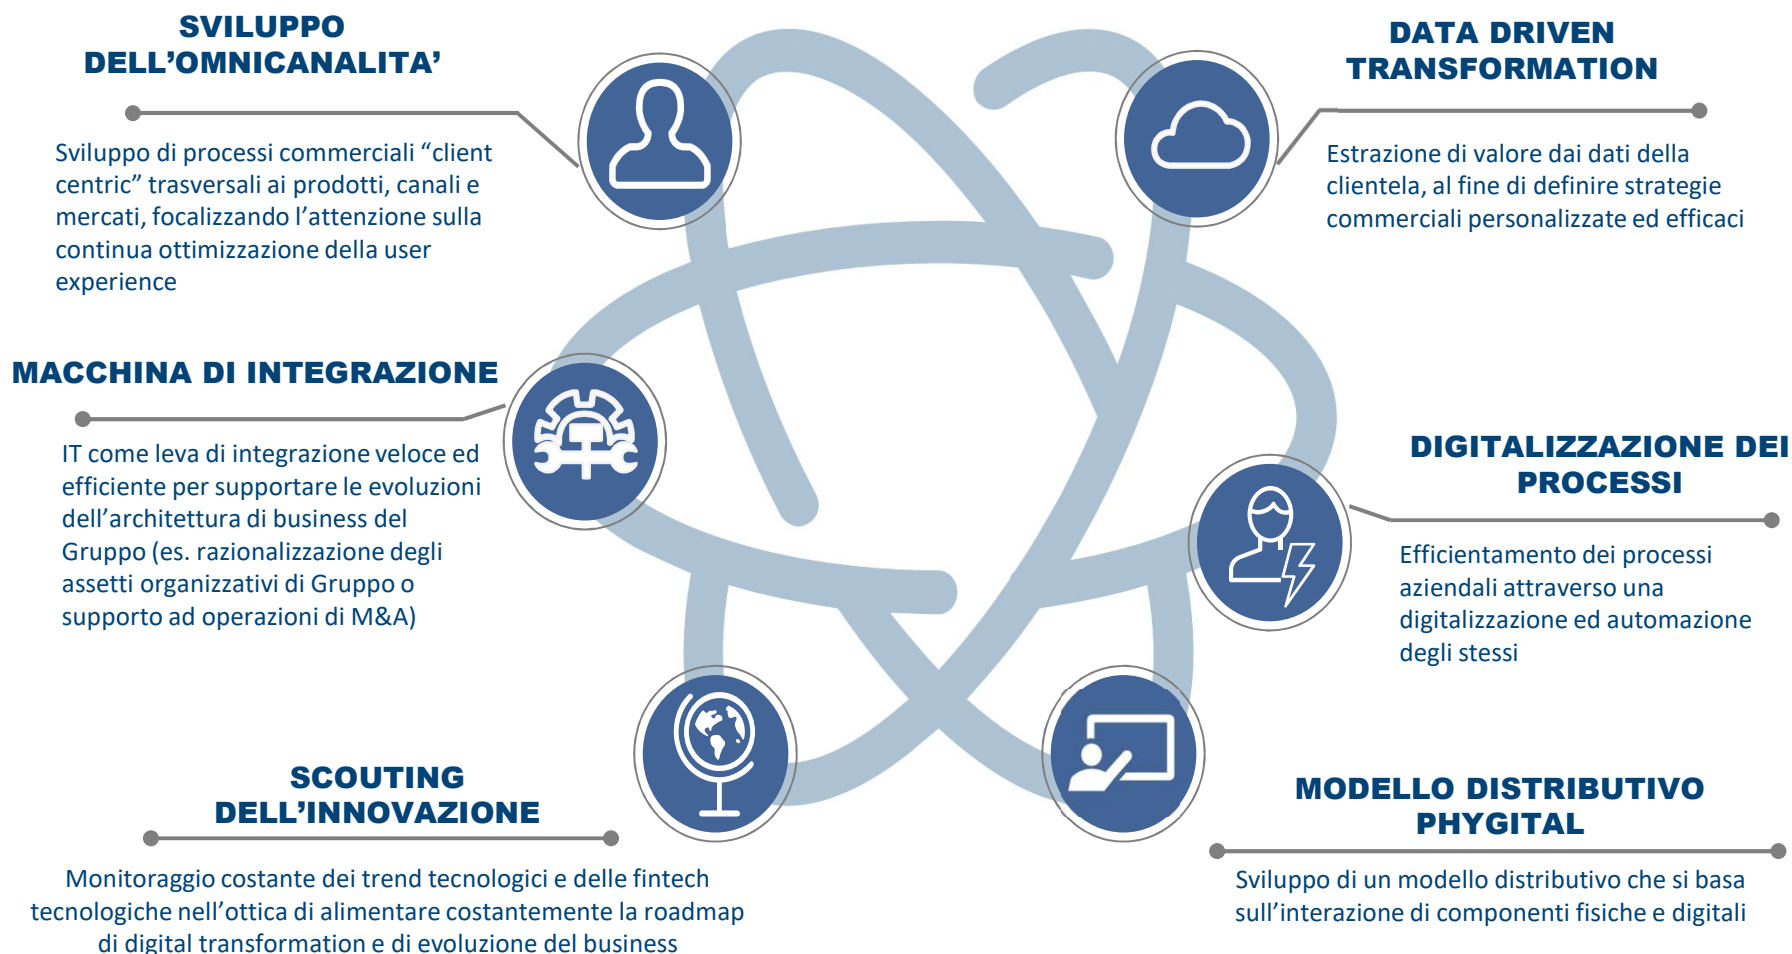 SVILUPPO
DELL’OMNICANALITA’
Sviluppo di processi commerciali “client
centric” trasversali ai prodotti, canali e
mercati, focalizzando l’attenzione sulla
continua ottimizzazione della user
experience
MACCHINA DI INTEGRAZIONE
IT come leva di integrazione veloce ed
efficiente per supportare le evoluzioni
dell’architettura di business del
Gruppo (es. razionalizzazione degli
assetti organizzativi di Gruppo o
supporto ad operazioni di M&A)
SCOUTING
DELL’INNOVAZIONE
Monitoraggio costante dei trend tecnologici e delle fintech
tecnologiche nell’ottica di alimentare costantemente la roadmap
di digital transformation e di evoluzione del business
DATA DRIVEN
TRANSFORMATION
Estrazione di valore dai dati della
clientela, al fine di definire strategie
commerciali personalizzate ed efficaci
DIGITALIZZAZIONE DEI
PROCESSI
Efficientamento dei processi
aziendali attraverso una
digitalizzazione ed automazione
degli stessi
MODELLO DISTRIBUTIVO
PHYGITAL
Sviluppo di un modello distributivo che si basa
sull’interazione di componenti fisiche e digitali